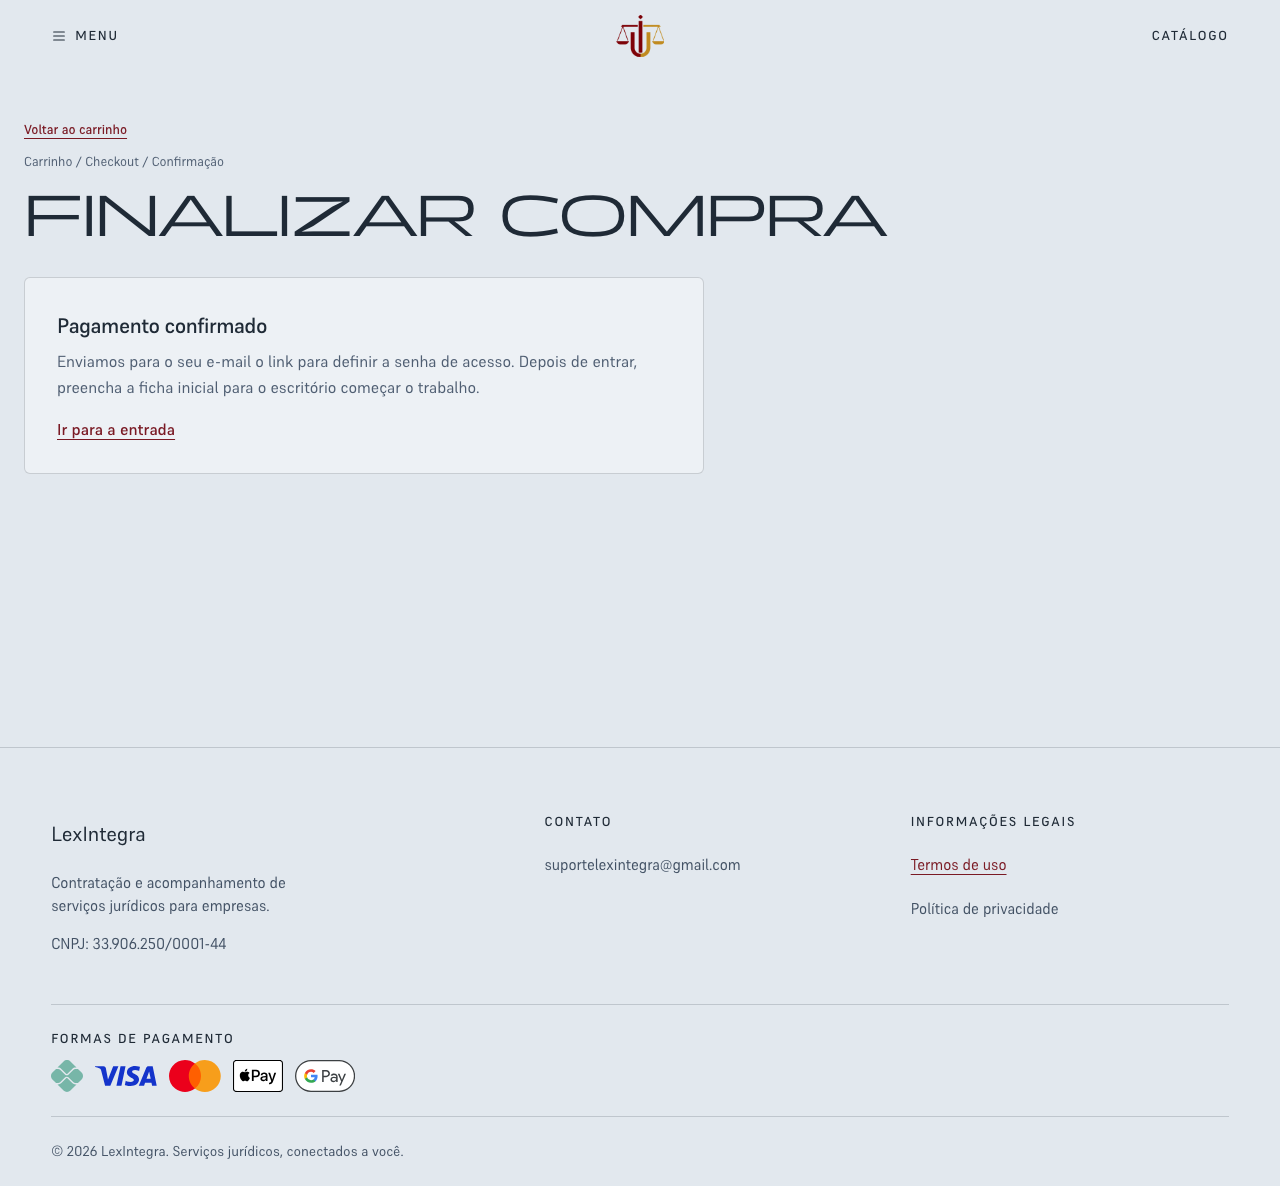 MENU
CATÁLOGO
Voltar ao carrinho
Carrinho / Checkout / Confirmação
FINALIZAR COMPRA
Pagamento confirmado
Enviamos para o seu e-mail o link para definir a senha de acesso. Depois de entrar,
preencha a ficha inicial para o escritório começar o trabalho.
Ir para a entrada
LexIntegra
Contratação e acompanhamento de
serviços jurídicos para empresas.
CNPJ: 33.906.250/0001-44
CONTATO
suportelexintegra@gmail.com
INFORMAÇÕES LEGAIS
Termos de uso
Política de privacidade
FORMAS DE PAGAMENTO
VISA
Pay
G Pay
© 2026 LexIntegra. Serviços jurídicos, conectados a você.